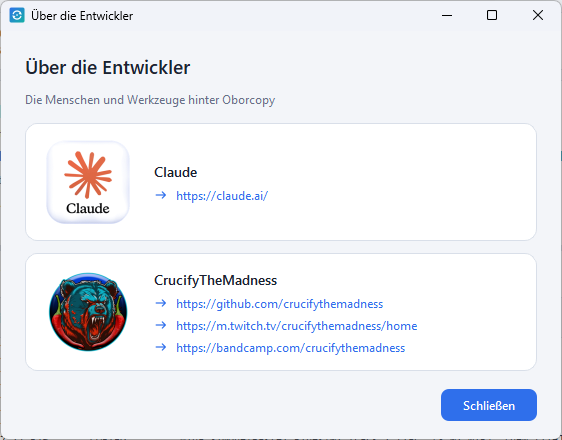 Über die Entwickler
Über die Entwickler
Die Menschen und Werkzeuge hinter Oborcopy
Claude
Claude
https://claude.ai/
CrucifyTheMadness
https://github.com/crucifythemadness
https://m.twitch.tv/crucifythemadness/home
https://bandcamp.com/crucifythemadness
Schließen